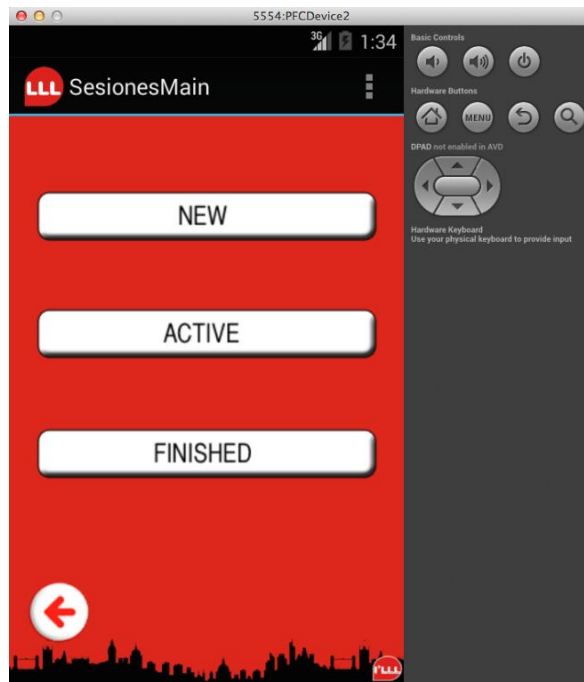 5554:PFCDevice2
3G 1:34
Basic Controls
LLL SesionesMain
Hardware Buttons
MENU
DPAD not enabled in AVD
NEW
Hardware Keyboard
Use your physical keyboard to provide input
ACTIVE
FINISHED